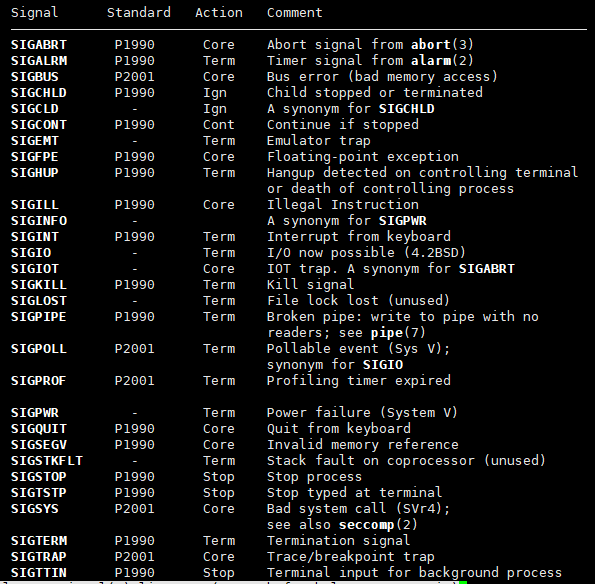 Signal Standard Action Comment
SIGABRT P1990 Core Abort signal from abort(3)
SIGALRM P1990 Term Timer signal from alarm(2)
SIGBUS P2001 Core Bus error (bad memory access)
SIGCHLD P1990 Ign Child stopped or terminated
SIGCLD - Ign A synonym for SIGCHLD
SIGCONT P1990 Cont Continue if stopped
SIGEMT - Term Emulator trap
SIGFPE P1990 Core Floating-point exception
SIGHUP P1990 Term Hangup detected on controlling terminal
or death of controlling process
SIGILL P1990 Core Illegal Instruction
SIGINFO - A synonym for SIGPWR
SIGINT P1990 Term Interrupt from keyboard
SIGIO - Term I/O now possible (4.2BSD)
SIGIOT - Core IOT trap. A synonym for SIGABRT
SIGKILL P1990 Term Kill signal
SIGLOST - Term File lock lost (unused)
SIGPIPE P1990 Term Broken pipe: write to pipe with no
readers; see pipe(7)
SIGPOLL P2001 Term Pollable event (Sys V);
synonym for SIGIO
SIGPROF P2001 Term Profiling timer expired
SIGPWR - Term Power failure (System V)
SIGQUIT P1990 Core Quit from keyboard
SIGSEGV P1990 Core Invalid memory reference
SIGSTKFLT - Term Stack fault on coprocessor (unused)
SIGSTOP P1990 Stop Stop process
SIGTSTP P1990 Stop Stop typed at terminal
SIGSYS P2001 Core Bad system call (SVr4);
see also seccomp(2)
SIGTERM P1990 Term Termination signal
SIGTRAP P2001 Core Trace/breakpoint trap
SIGTTIN P1990 Stop Terminal input for background process